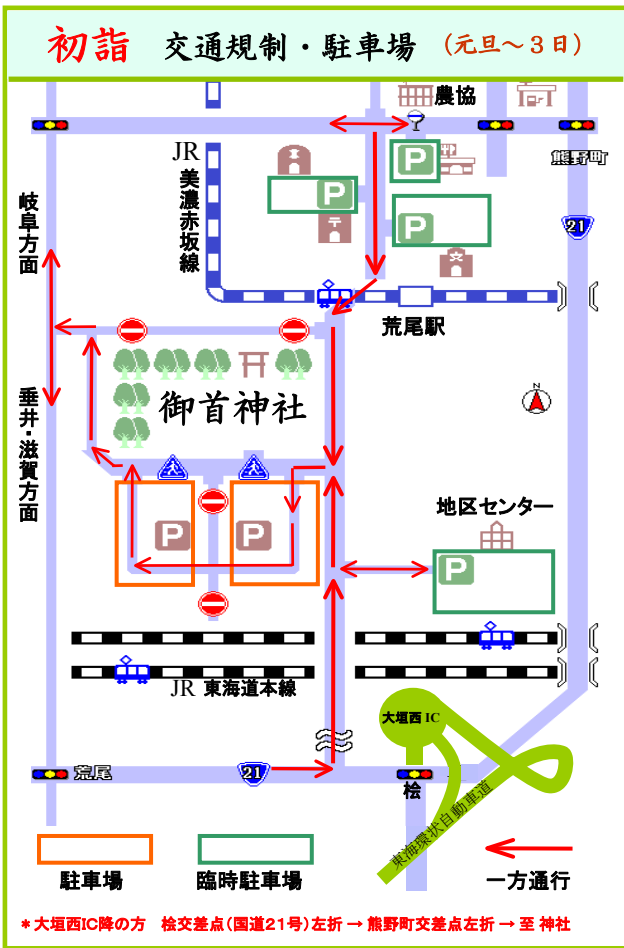 初詣 交通規制・駐車場 (元旦～3日)
農協
JR 美濃赤坂線
P
P
P
〒
文
熊野町
21
岐阜方面
荒尾駅
N
御首神社
垂井・滋賀方面
P
P
地区センター
P
JR 東海道本線
大垣西IC
荒尾
21
桧
東海環状自動車道
駐車場
臨時駐車場
一方通行
*大垣西IC降の方 桧交差点(国道21号)左折 → 熊野町交差点左折 → 至 神社